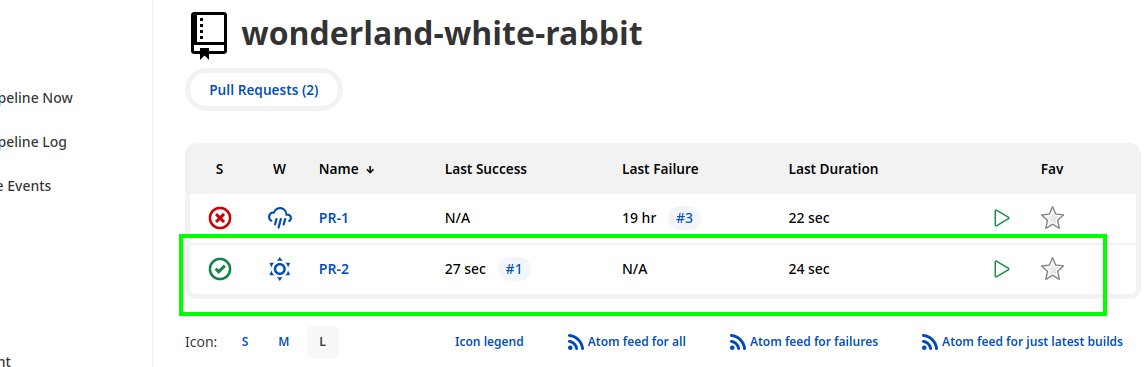 wonderland-white-rabbit
Pull Requests (2)
peline Now
peline Log
e Events
S W Name ↓ Last Success Last Failure Last Duration Fav
PR-1 N/A 19 hr #3 22 sec
PR-2 27 sec #1 N/A 24 sec
Icon: S M L Icon legend Atom feed for all Atom feed for failures Atom feed for just latest builds
nt